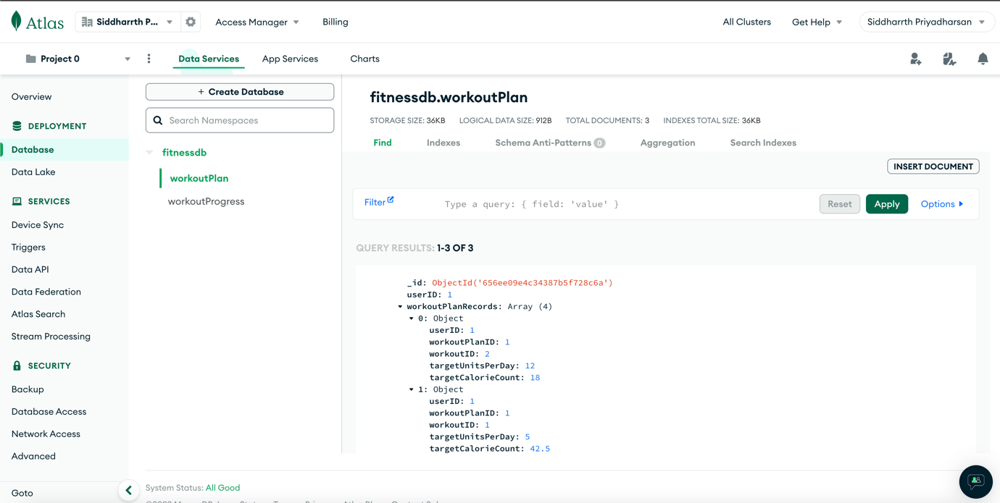 Atlas
Siddharrth P...
Access Manager
Billing
All Clusters
Get Help
Siddharrth Priyadharsan
Project 0
Data Services
App Services
Charts
Overview
DEPLOYMENT
Database
Data Lake
SERVICES
Device Sync
Triggers
Data API
Data Federation
Atlas Search
Stream Processing
SECURITY
Backup
Database Access
Network Access
Advanced
Goto
+ Create Database
Search Namespaces
fitnessdb
workoutPlan
workoutProgress
fitnessdb.workoutPlan
STORAGE SIZE: 36KB LOGICAL DATA SIZE: 912B TOTAL DOCUMENTS: 3 INDEXES TOTAL SIZE: 36KB
Find Indexes Schema Anti-Patterns 0 Aggregation Search Indexes
INSERT DOCUMENT
Filter Type a query: { field: 'value' } Reset Apply Options
QUERY RESULTS: 1-3 OF 3
_id: ObjectId('656ee09e4c34387b5f728c6a')
userID: 1
workoutPlanRecords: Array (4)
0: Object
userID: 1
workoutPlanID: 1
workoutID: 2
targetUnitsPerDay: 12
targetCalorieCount: 18
1: Object
userID: 1
workoutPlanID: 1
workoutID: 1
targetUnitsPerDay: 5
targetCalorieCount: 42.5
System Status: All Good